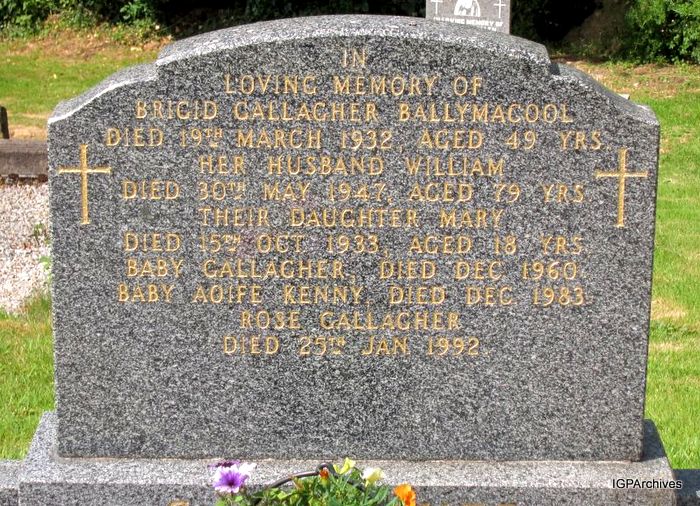 IN
LOVING MEMORY OF
BRIGID GALLAGHER BALLYMACOOL
DIED 19TH MARCH 1932, AGED 49 YRS.
HER HUSBAND WILLIAM
DIED 30TH MAY 1947, AGED 79 YRS
THEIR DAUGHTER MARY
DIED 15TH OCT 1933, AGED 18 YRS
BABY GALLAGHER, DIED DEC 1960
BABY AOIFE KENNY, DIED DEC 1983
ROSE GALLAGHER
DIED 25TH JAN 1992.
IGPArchives